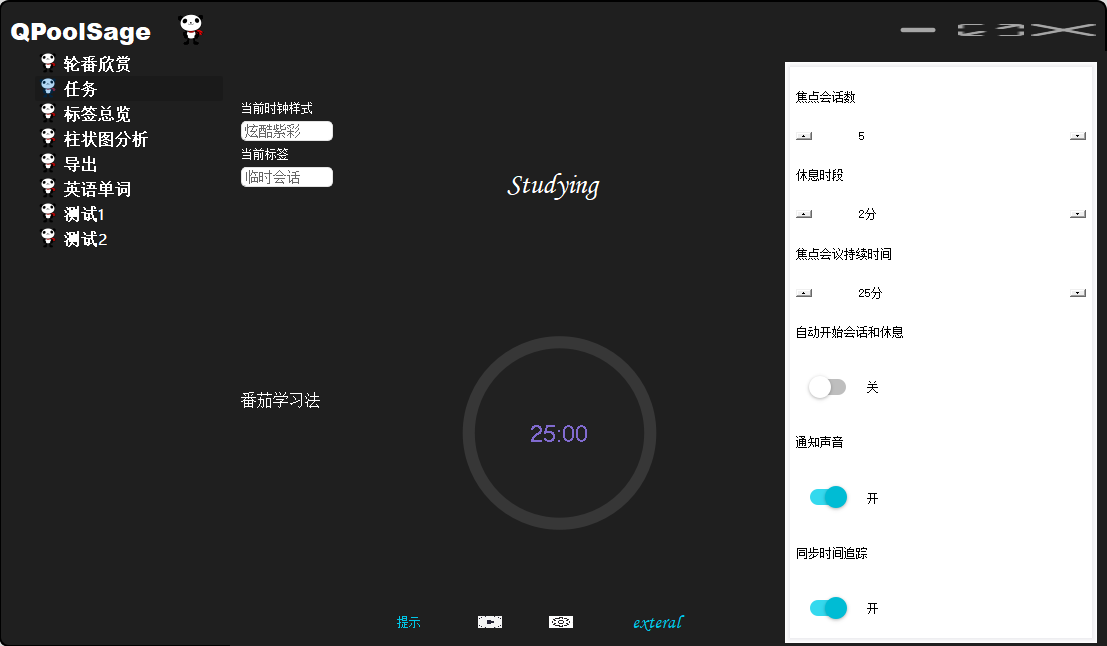 QPoolSage
轮番欣赏
任务
标签总览
柱状图分析
导出
英语单词
测试1
测试2
当前时钟样式
炫酷紫彩
当前标签
临时会话
Studying
番茄学习法
25:00
提示
exteral
焦点会话数
5
休息时段
2分
焦点会议持续时间
25分
自动开始会话和休息
关
通知声音
开
同步时间追踪
开